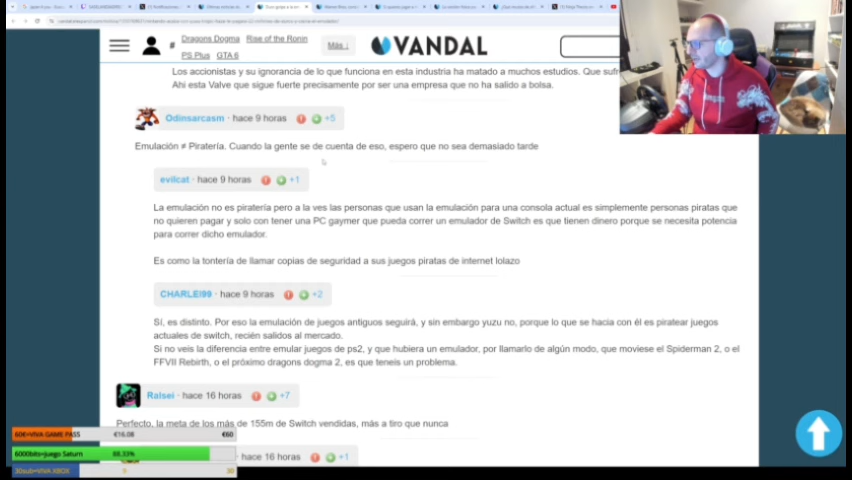 Dragons Dogma Rise of the Ronin
# Más ↓ VANDAL
PS Plus GTA 6
Los accionistas y su ignorancia de lo que funciona en esta industria ha matado a muchos estudios. Que
Ahi esta Valve que sigue fuerte precisamente por ser una empresa que no ha salido a bolsa.
Odinsarcasm · hace 9 horas +5
Emulación ≠ Piratería. Cuando la gente se de cuenta de eso, espero que no sea demasiado tarde
evilcat · hace 9 horas +1
La emulación no es piratería pero a la ves las personas que usan la emulación para una consola actual es simplemente personas piratas que
no quieren pagar y solo con tener una PC gaymer que pueda correr un emulador de Switch es que tienen dinero porque se necesita potencia
para correr dicho emulador.
Es como la tontería de llamar copias de seguridad a sus juegos piratas de internet lolazo
CHARLEI99 · hace 9 horas +2
Sí, es distinto. Por eso la emulación de juegos antiguos seguirá, y sin embargo yuzu no, porque lo que se hacia con él es piratear juegos
actuales de switch, recién salidos al mercado.
Si no veis la diferencia entre emular juegos de ps2, y que hubiera un emulador, por llamarlo de algún modo, que moviese el Spiderman 2, o el
FFVII Rebirth, o el próximo dragons dogma 2, es que teneis un problema.
Ralsei · hace 16 horas +7
Perfecto, la meta de los más de 155m de Switch vendidas, más a tiro que nunca
60€=VIVA GAME PASS €16.08 €60
6000bits=juego Saturn 88.33%
hace 16 horas +1
30sub=VIVA XBOX 0 30